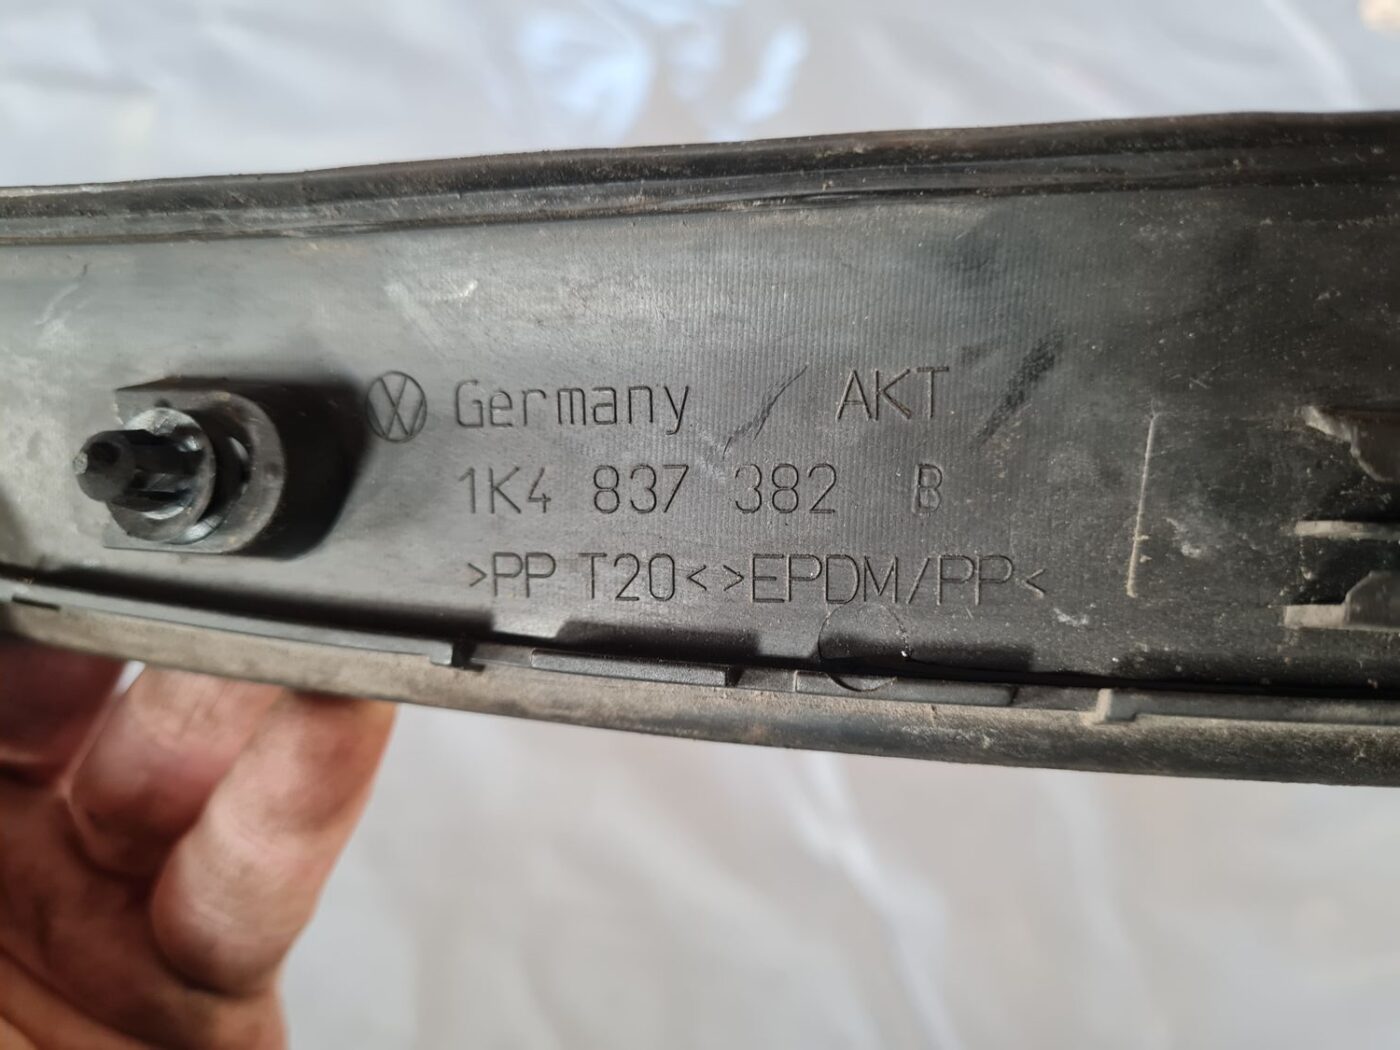 Germany AKT
1K4 837 382 B
>PP T20<>EPDM/PP<